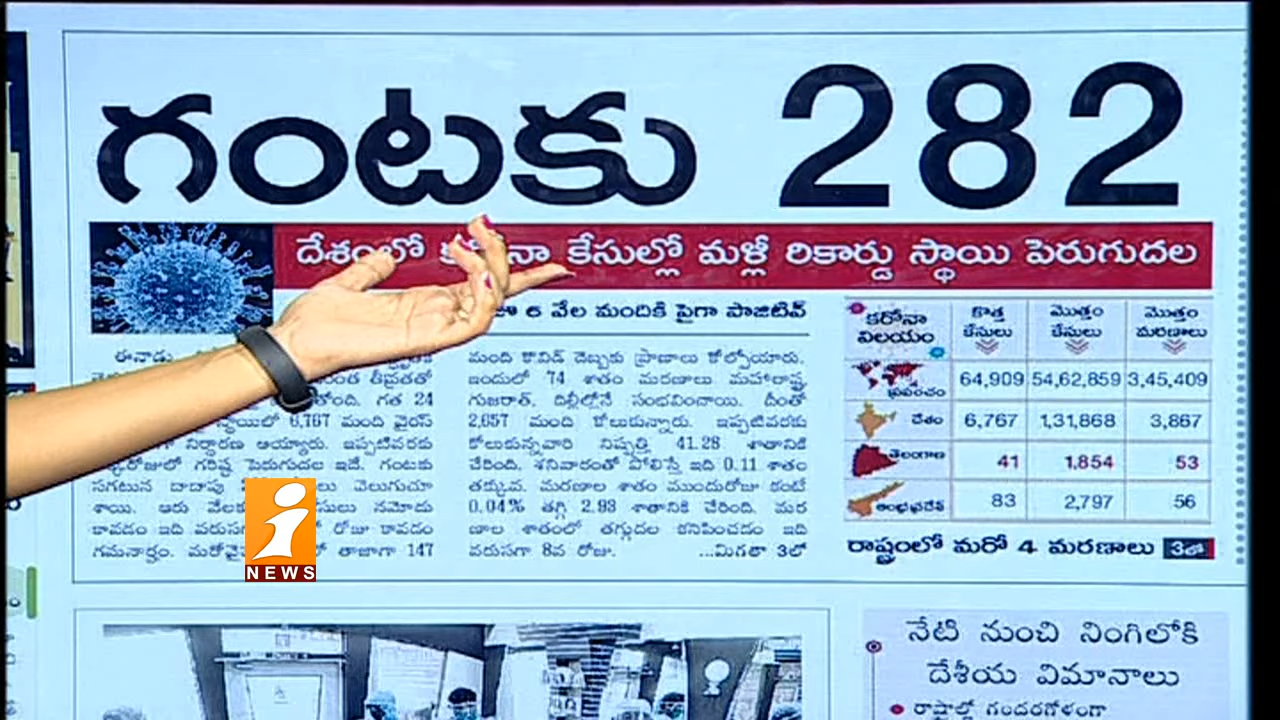 గంటకు 282
దేశంలో కరోనా కేసుల్లో మళ్లీ రికార్డు స్థాయి పెరుగుదల
6 వేల మందికి పైగా పాజిటివ్
ఈనాడు
తీవ్రతతో
గత 24
6,767 మంది వైరస్
నిర్ధారణ అయ్యారు. ఇప్పటివరకు
గరిష్ఠ పెరుగుదల ఇదే. గంటకు
సగటున దాదాపు
వెలుగుచూ
శాయి. ఆరు వేలకు
నమోదు
కావడం ఇది వరుస
రోజు కావడం
గమనార్హం.
తాజాగా 147
మంది కొవిడ్ దెబ్బకు ప్రాణాలు కోల్పోయారు.
ఇందులో 74 శాతం మరణాలు మహారాష్ట్ర,
గుజరాత్, దిల్లీలోనే సంభవించాయి. దీంతో
2,657 మంది కోలుకున్నారు. ఇప్పటివరకు
కోలుకున్నవారి నిష్పత్తి 41.28 శాతానికి
చేరింది. శనివారంతో పోలిస్తే ఇది 0.11 శాతం
తక్కువ. మరణాల శాతం ముందురోజు కంటే
0.04% తగ్గి 2.93 శాతానికి చేరింది. మర
ణాల శాతంలో తగ్గుదల కనిపించడం ఇది
వరుసగా 8వ రోజు. ...మిగతా 3లో
కరోనా విలయం కొత్త కేసులు మొత్తం కేసులు మొత్తం మరణాలు
ప్రపంచం 64,909 54,62,859 3,45,409
దేశం 6,767 1,31,868 3,867
తెలంగాణ 41 1,854 53
ఆంధ్రప్రదేశ్ 83 2,797 56
రాష్ట్రంలో మరో 4 మరణాలు 3లో
i
NEWS
నేటి నుంచి నింగిలోకి
దేశీయ విమానాలు
రాష్ట్రాల్లో గందరగోళంగా